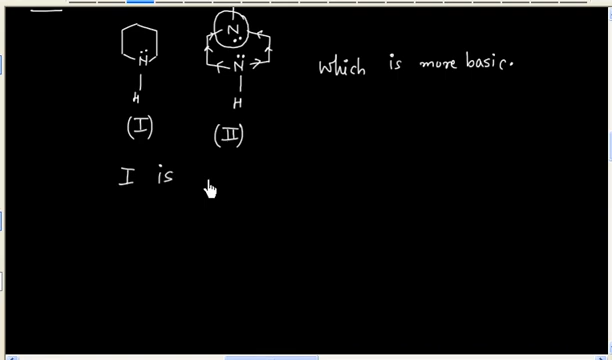 N
N
N
which is more basic.
H
H
(I)
(II)
I is